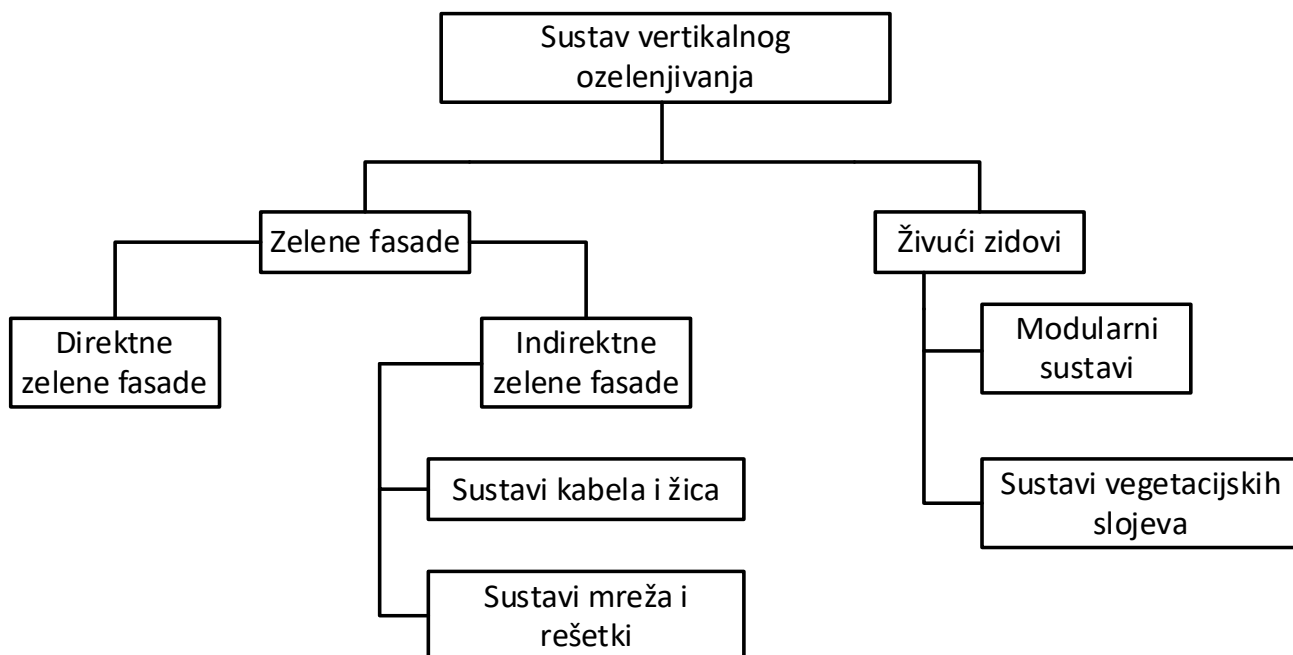 Sustav vertikalnog
ozelenjivanja
Zelene fasade
Živući zidovi
Direktne
zelene fasade
Indirektne
zelene fasade
Modularni
sustavi
Sustavi kabela i žica
Sustavi vegetacijskih
slojeva
Sustavi mreža i
rešetki